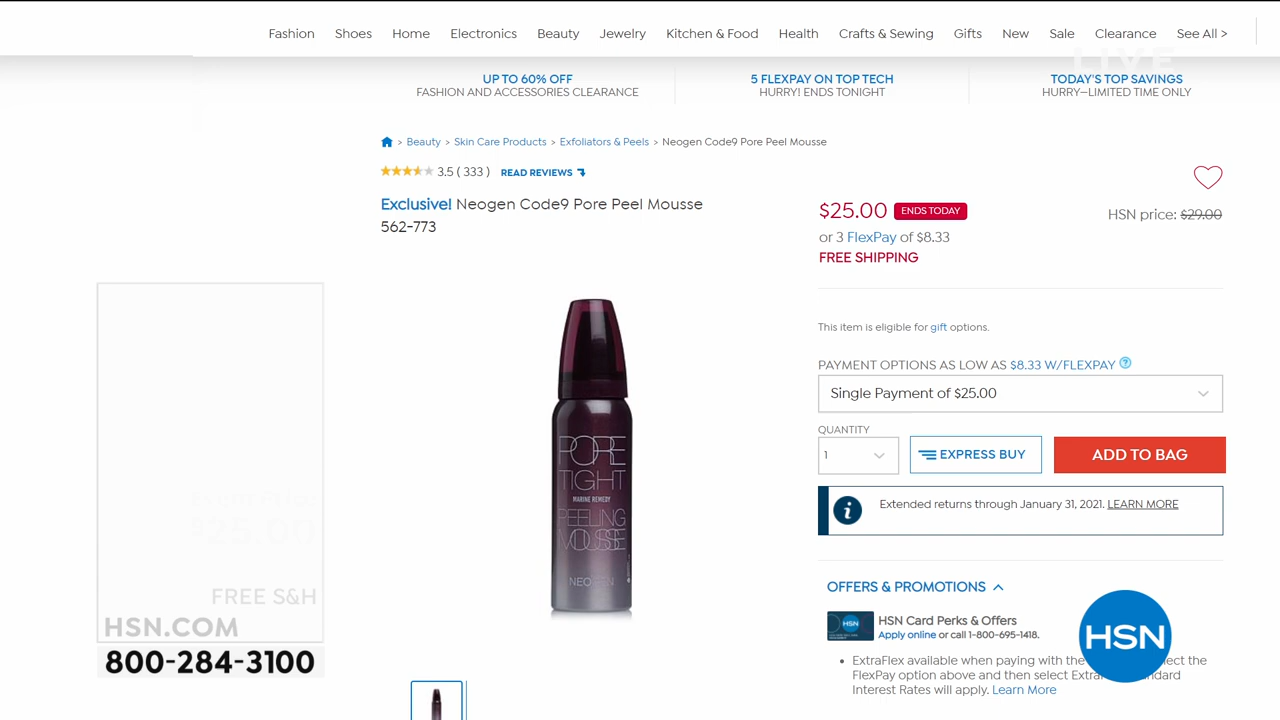 Fashion Shoes Home Electronics Beauty Jewelry Kitchen & Food Health Crafts & Sewing Gifts New Sale Clearance See All >
LIVE
UP TO 60% OFF
FASHION AND ACCESSORIES CLEARANCE
5 FLEXPAY ON TOP TECH
HURRY! ENDS TONIGHT
TODAY'S TOP SAVINGS
HURRY—LIMITED TIME ONLY
> Beauty > Skin Care Products > Exfoliators & Peels > Neogen Code9 Pore Peel Mousse
3.5 ( 333 ) READ REVIEWS
Exclusive! Neogen Code9 Pore Peel Mousse
562-773
$25.00 ENDS TODAY
HSN price: $29.00
or 3 FlexPay of $8.33
FREE SHIPPING
This item is eligible for gift options.
PAYMENT OPTIONS AS LOW AS $8.33 W/FLEXPAY ?
Single Payment of $25.00
QUANTITY
1
EXPRESS BUY
ADD TO BAG
i Extended returns through January 31, 2021. LEARN MORE
OFFERS & PROMOTIONS
HSN
HSN Card Perks & Offers
Apply online or call 1-800-695-1418.
• ExtraFlex available when paying with the
FlexPay option above and then select
Interest Rates will apply. Learn More
HSN
PORE
TIGHT
MARINE REMEDY
PEELING
MOUSSE
NEOGEN
$25.00
FREE S&H
HSN.COM
800-284-3100